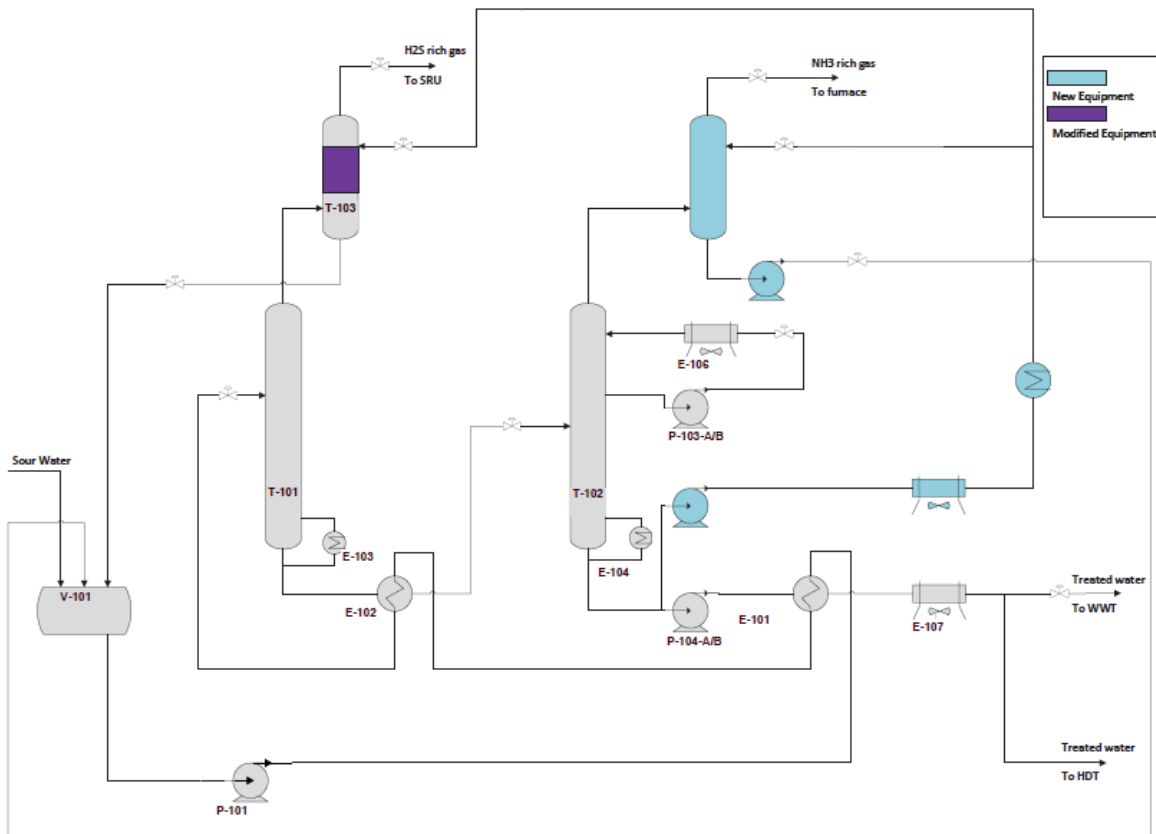 H2S rich gas
To SRU
NH3 rich gas
To furnace
New Equipment
Modified Equipment
T-103
E-106
P-103-A/B
Sour Water
T-101
T-102
E-103
E-104
V-101
E-102
P-104-A/B
E-101
E-107
Treated water
To WWT
Treated water
To HDT
P-101